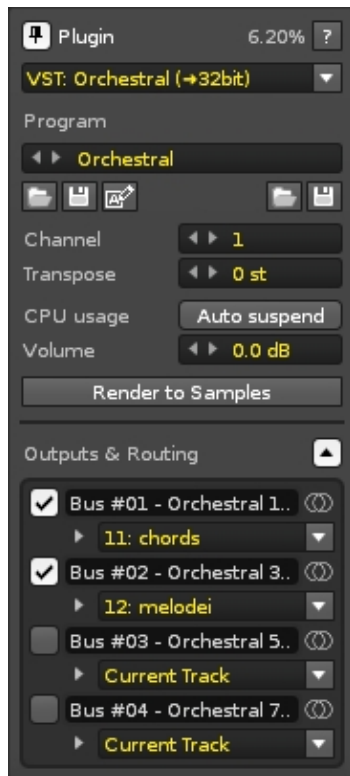 Plugin 6.20% ?
VST: Orchestral (→32bit)
Program
Orchestral
Channel 1
Transpose 0 st
CPU usage Auto suspend
Volume 0.0 dB
Render to Samples
Outputs & Routing
Bus #01 - Orchestral 1..
11: chords
Bus #02 - Orchestral 3..
12: melodei
Bus #03 - Orchestral 5..
Current Track
Bus #04 - Orchestral 7..
Current Track